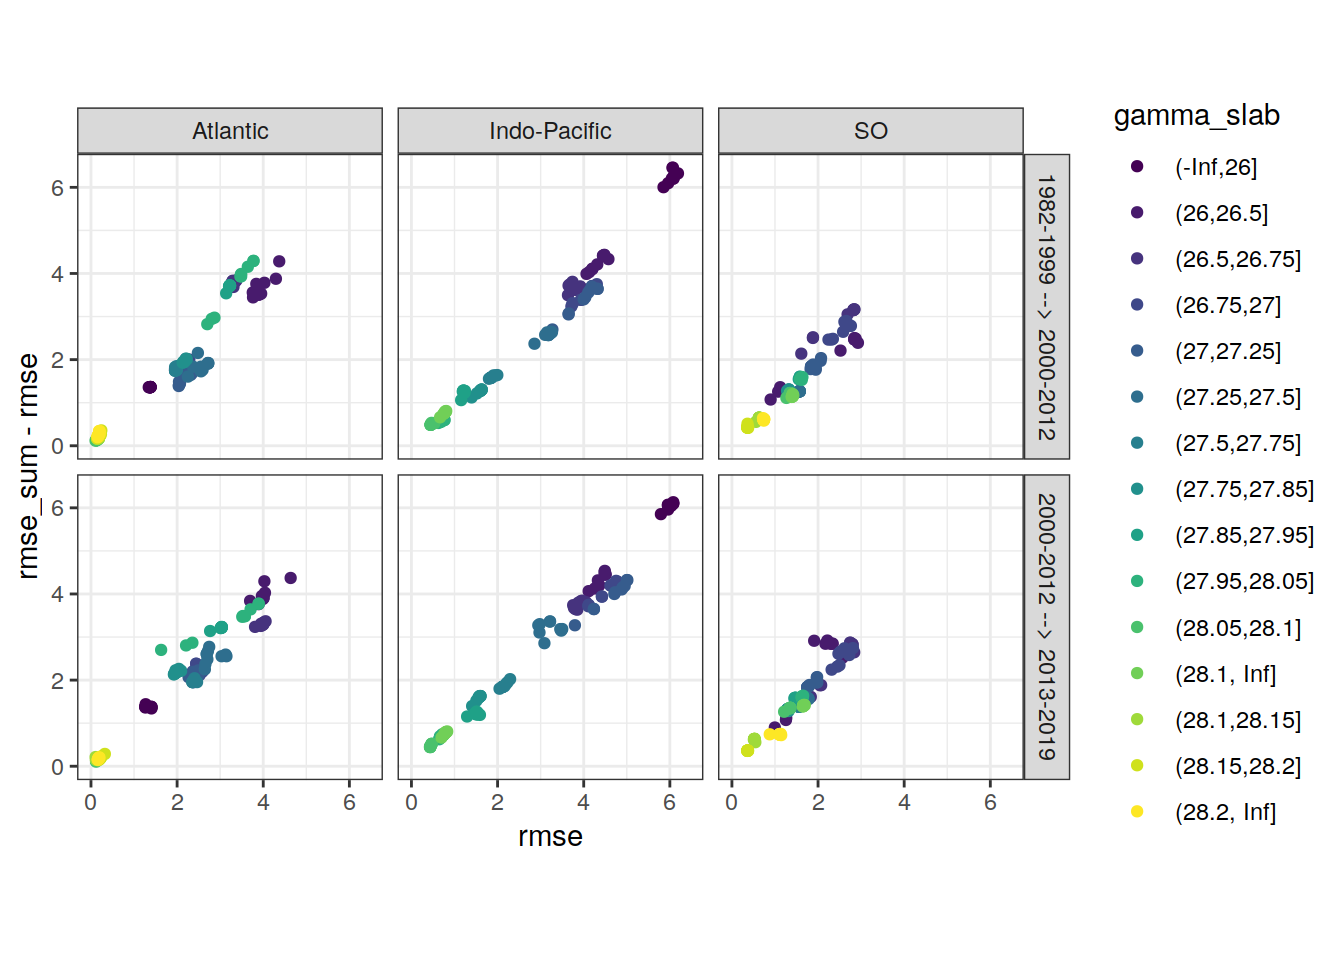 Atlantic
Indo-Pacific
SO
6
4
2
0
1982-1999 --> 2000-2012
6
4
2
0
2000-2012 --> 2013-2019
0 2 4 6
0 2 4 6
0 2 4 6
rmse
rmse_sum - rmse
gamma_slab
(-Inf,26]
(26,26.5]
(26.5,26.75]
(26.75,27]
(27,27.25]
(27.25,27.5]
(27.5,27.75]
(27.75,27.85]
(27.85,27.95]
(27.95,28.05]
(28.05,28.1]
(28.1, Inf]
(28.1,28.15]
(28.15,28.2]
(28.2, Inf]